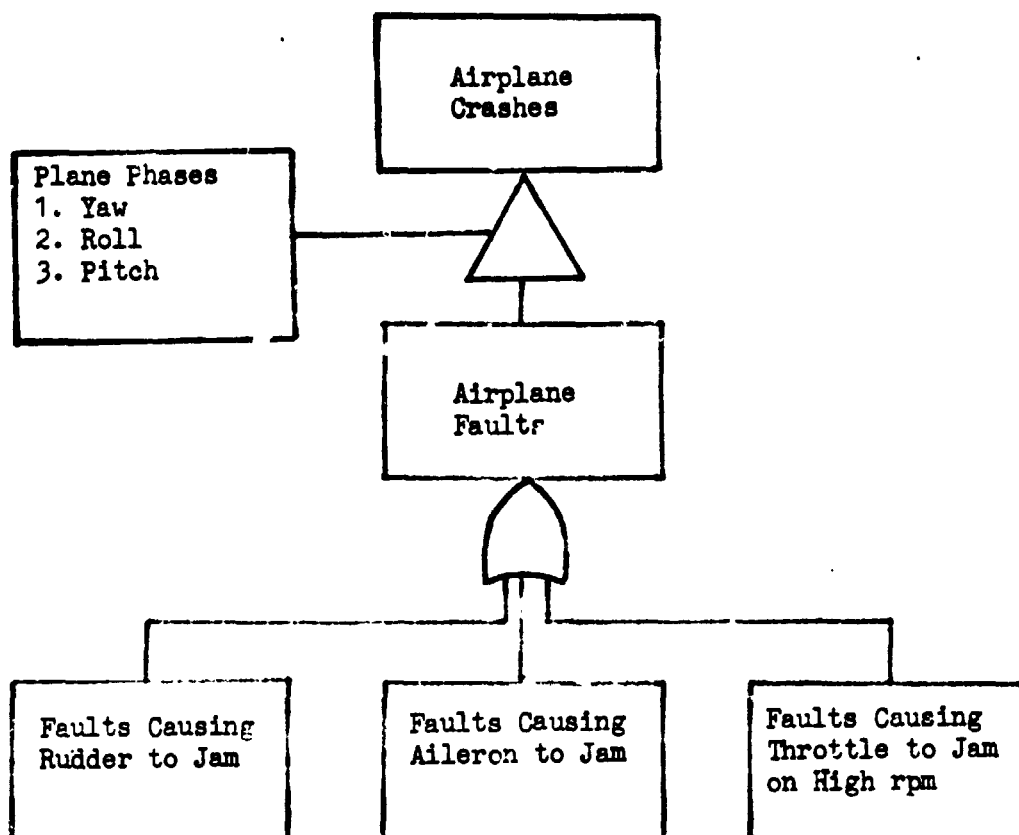 Airplane
Crashes
Plane Phases
1. Yaw
2. Roll
3. Pitch
Airplane
Faults
Faults Causing
Rudder to Jam
Faults Causing
Aileron to Jam
Faults Causing
Throttle to Jam
on High rpm